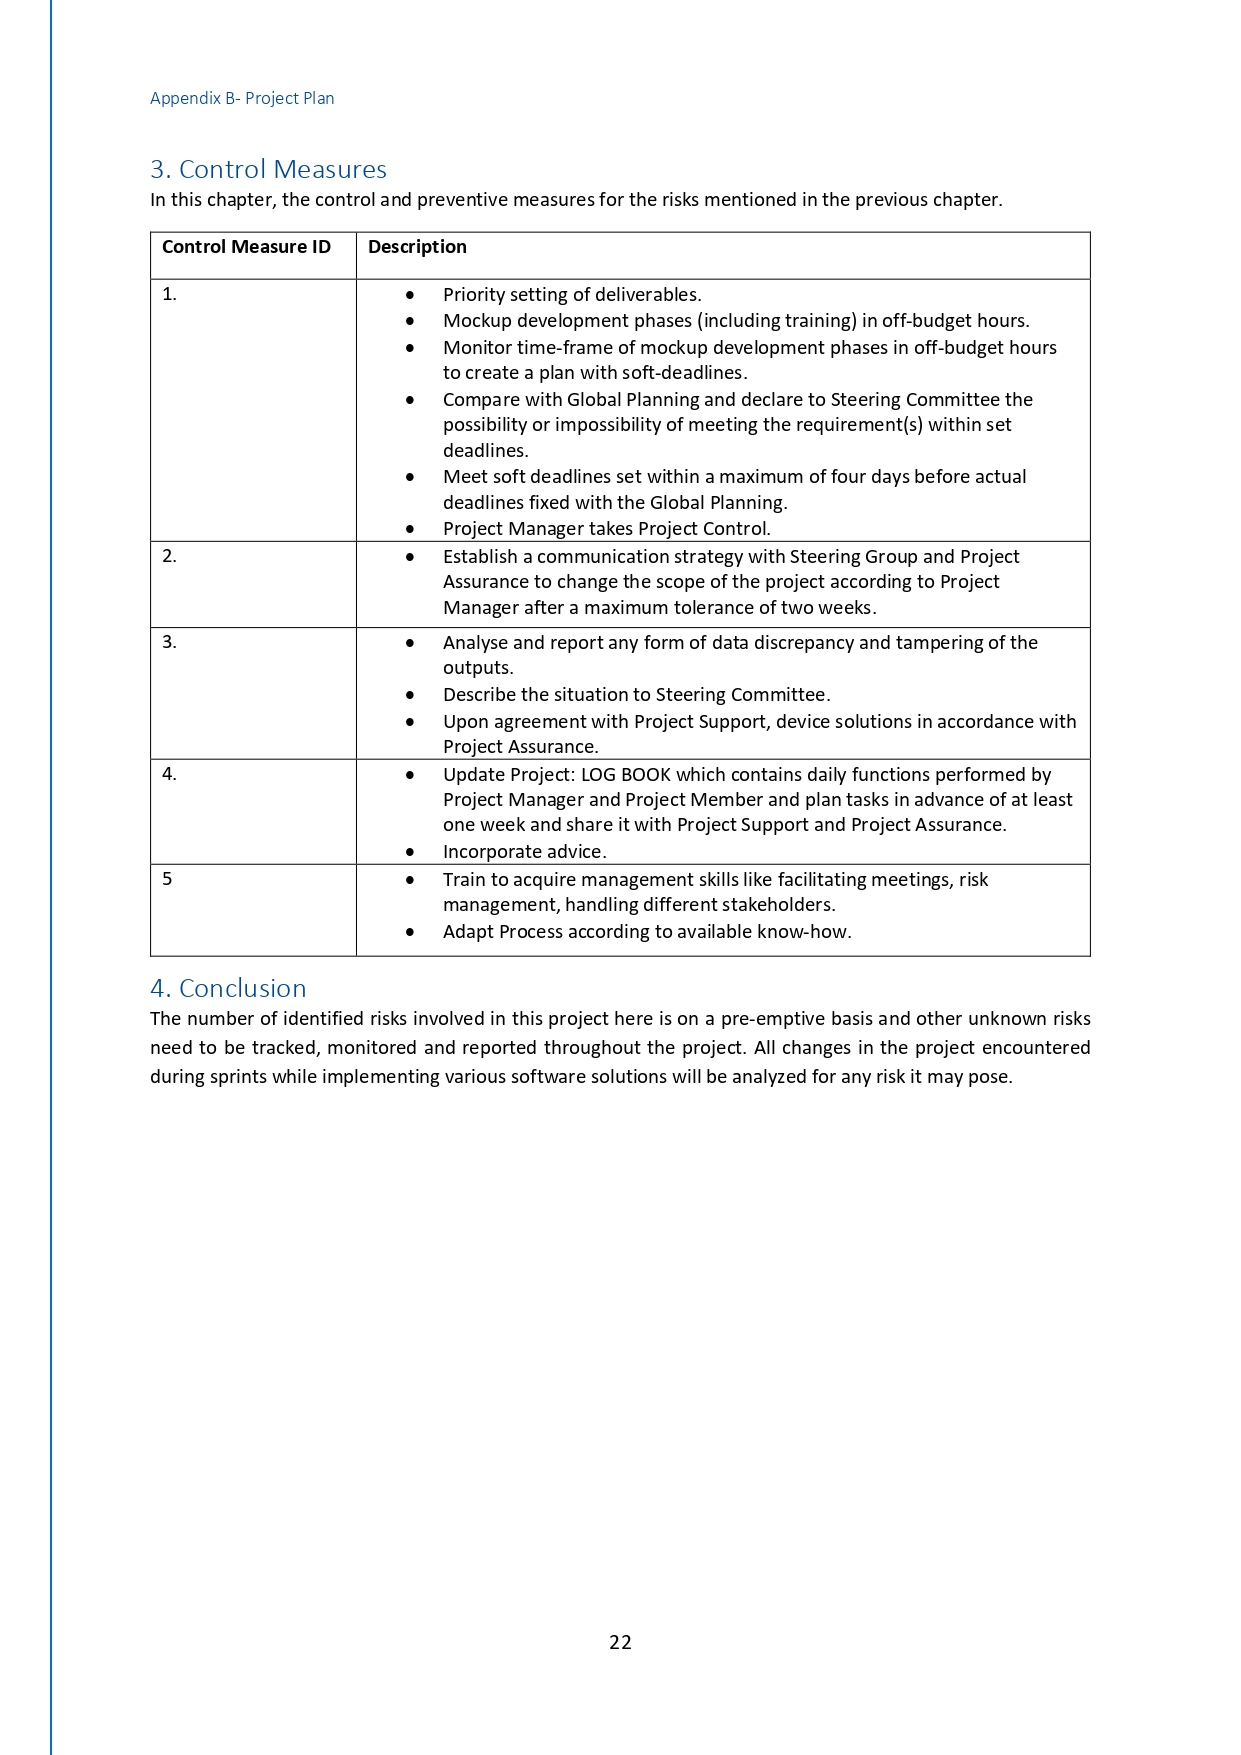 Appendix B- Project Plan
3. Control Measures
In this chapter, the control and preventive measures for the risks mentioned in the previous chapter.
Control Measure ID Description
1. • Priority setting of deliverables.
• Mockup development phases (including training) in off-budget hours.
• Monitor time-frame of mockup development phases in off-budget hours
to create a plan with soft-deadlines.
• Compare with Global Planning and declare to Steering Committee the
possibility or impossibility of meeting the requirement(s) within set
deadlines.
• Meet soft deadlines set within a maximum of four days before actual
deadlines fixed with the Global Planning.
• Project Manager takes Project Control.
2. • Establish a communication strategy with Steering Group and Project
Assurance to change the scope of the project according to Project
Manager after a maximum tolerance of two weeks.
3. • Analyse and report any form of data discrepancy and tampering of the
outputs.
• Describe the situation to Steering Committee.
• Upon agreement with Project Support, device solutions in accordance with
Project Assurance.
4. • Update Project: LOG BOOK which contains daily functions performed by
Project Manager and Project Member and plan tasks in advance of at least
one week and share it with Project Support and Project Assurance.
• Incorporate advice.
5 • Train to acquire management skills like facilitating meetings, risk
management, handling different stakeholders.
• Adapt Process according to available know-how.
4. Conclusion
The number of identified risks involved in this project here is on a pre-emptive basis and other unknown risks
need to be tracked, monitored and reported throughout the project. All changes in the project encountered
during sprints while implementing various software solutions will be analyzed for any risk it may pose.
22